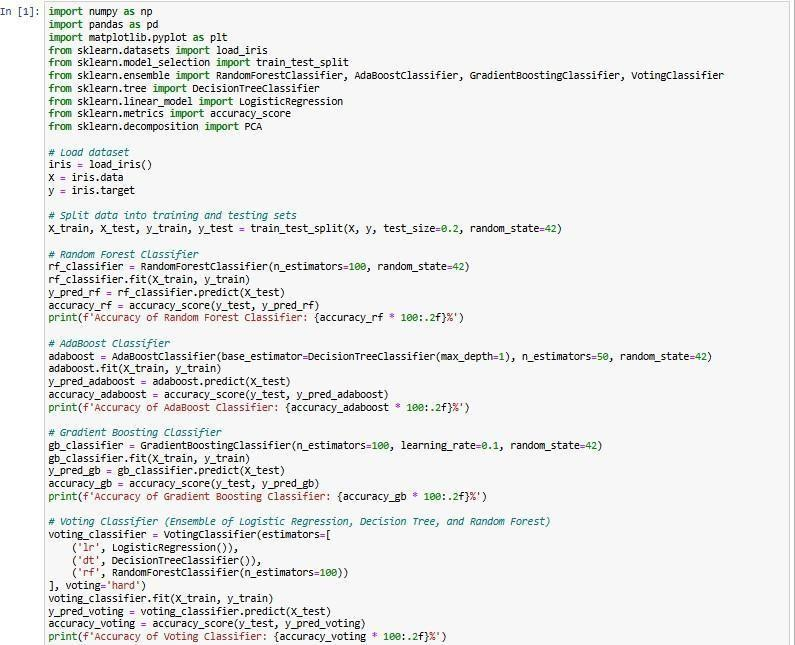 In [1]: import numpy as np
import pandas as pd
import matplotlib.pyplot as plt
from sklearn.datasets import load_iris
from sklearn.model_selection import train_test_split
from sklearn.ensemble import RandomForestClassifier, AdaBoostClassifier, GradientBoostingClassifier, VotingClassifier
from sklearn.tree import DecisionTreeClassifier
from sklearn.linear_model import LogisticRegression
from sklearn.metrics import accuracy_score
from sklearn.decomposition import PCA

# Load dataset
iris = load_iris()
X = iris.data
y = iris.target

# Split data into training and testing sets
X_train, X_test, y_train, y_test = train_test_split(X, y, test_size=0.2, random_state=42)

# Random Forest Classifier
rf_classifier = RandomForestClassifier(n_estimators=100, random_state=42)
rf_classifier.fit(X_train, y_train)
y_pred_rf = rf_classifier.predict(X_test)
accuracy_rf = accuracy_score(y_test, y_pred_rf)
print(f'Accuracy of Random Forest Classifier: {accuracy_rf * 100:.2f}%')

# AdaBoost Classifier
adaboost = AdaBoostClassifier(base_estimator=DecisionTreeClassifier(max_depth=1), n_estimators=50, random_state=42)
adaboost.fit(X_train, y_train)
y_pred_adaboost = adaboost.predict(X_test)
accuracy_adaboost = accuracy_score(y_test, y_pred_adaboost)
print(f'Accuracy of AdaBoost Classifier: {accuracy_adaboost * 100:.2f}%')

# Gradient Boosting Classifier
gb_classifier = GradientBoostingClassifier(n_estimators=100, learning_rate=0.1, random_state=42)
gb_classifier.fit(X_train, y_train)
y_pred_gb = gb_classifier.predict(X_test)
accuracy_gb = accuracy_score(y_test, y_pred_gb)
print(f'Accuracy of Gradient Boosting Classifier: {accuracy_gb * 100:.2f}%')

# Voting Classifier (Ensemble of Logistic Regression, Decision Tree, and Random Forest)
voting_classifier = VotingClassifier(estimators=[
    ('lr', LogisticRegression()),
    ('dt', DecisionTreeClassifier()),
    ('rf', RandomForestClassifier(n_estimators=100))
], voting='hard')
voting_classifier.fit(X_train, y_train)
y_pred_voting = voting_classifier.predict(X_test)
accuracy_voting = accuracy_score(y_test, y_pred_voting)
print(f'Accuracy of Voting Classifier: {accuracy_voting * 100:.2f}%')